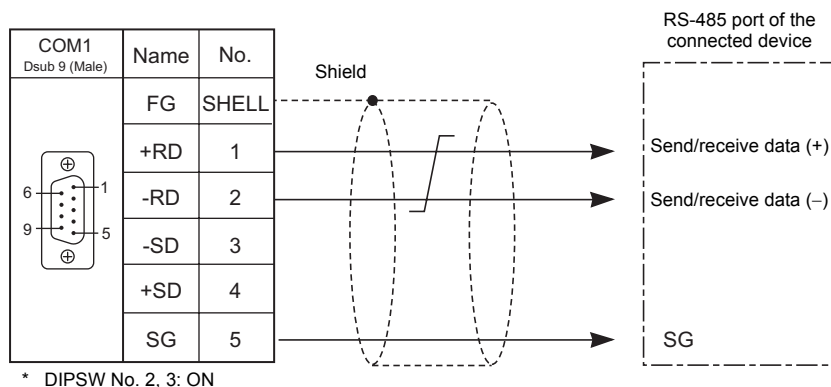 RS-485 port of the
connected device
COM1
Dsub 9 (Male)
Name
No.
Shield
FG
SHELL
+RD
1
Send/receive data (+)
-RD
2
Send/receive data (−)
6
1
9
5
-SD
3
+SD
4
SG
5
SG
* DIPSW No. 2, 3: ON